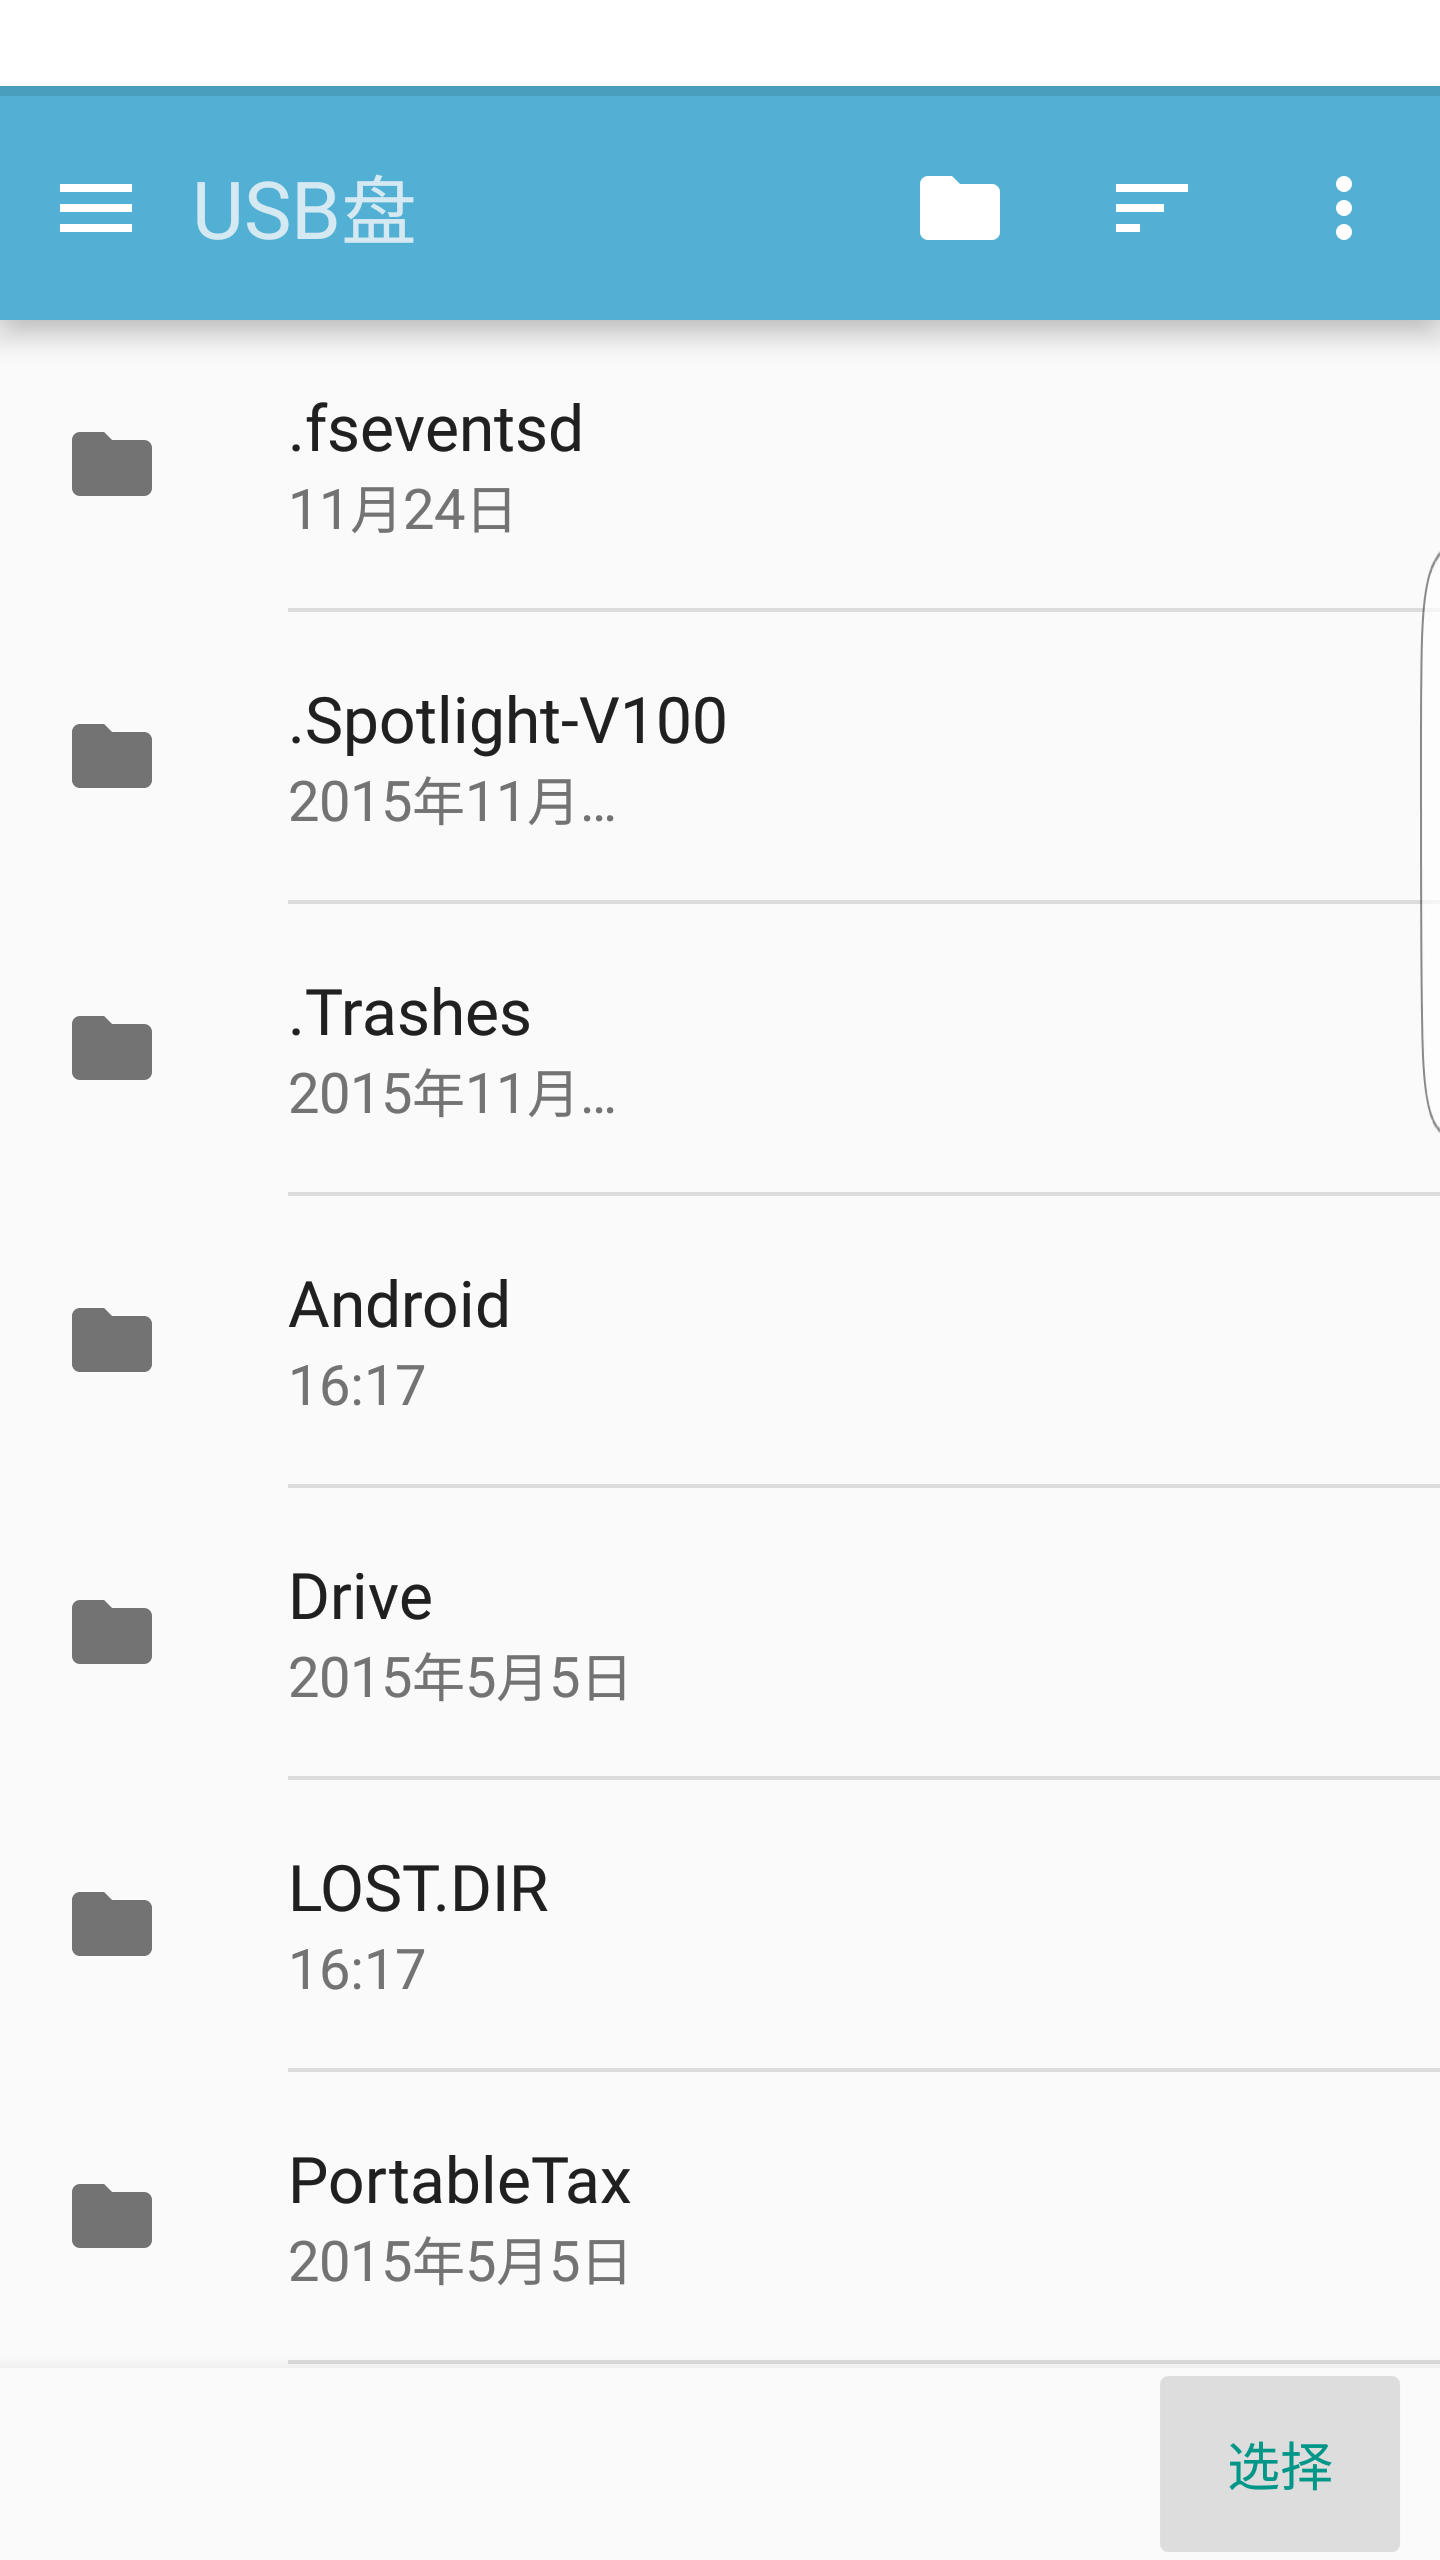 USB盘
.fseventsd
11月24日
.Spotlight-V100
2015年11月…
.Trashes
2015年11月…
Android
16:17
Drive
2015年5月5日
LOST.DIR
16:17
PortableTax
2015年5月5日
选择